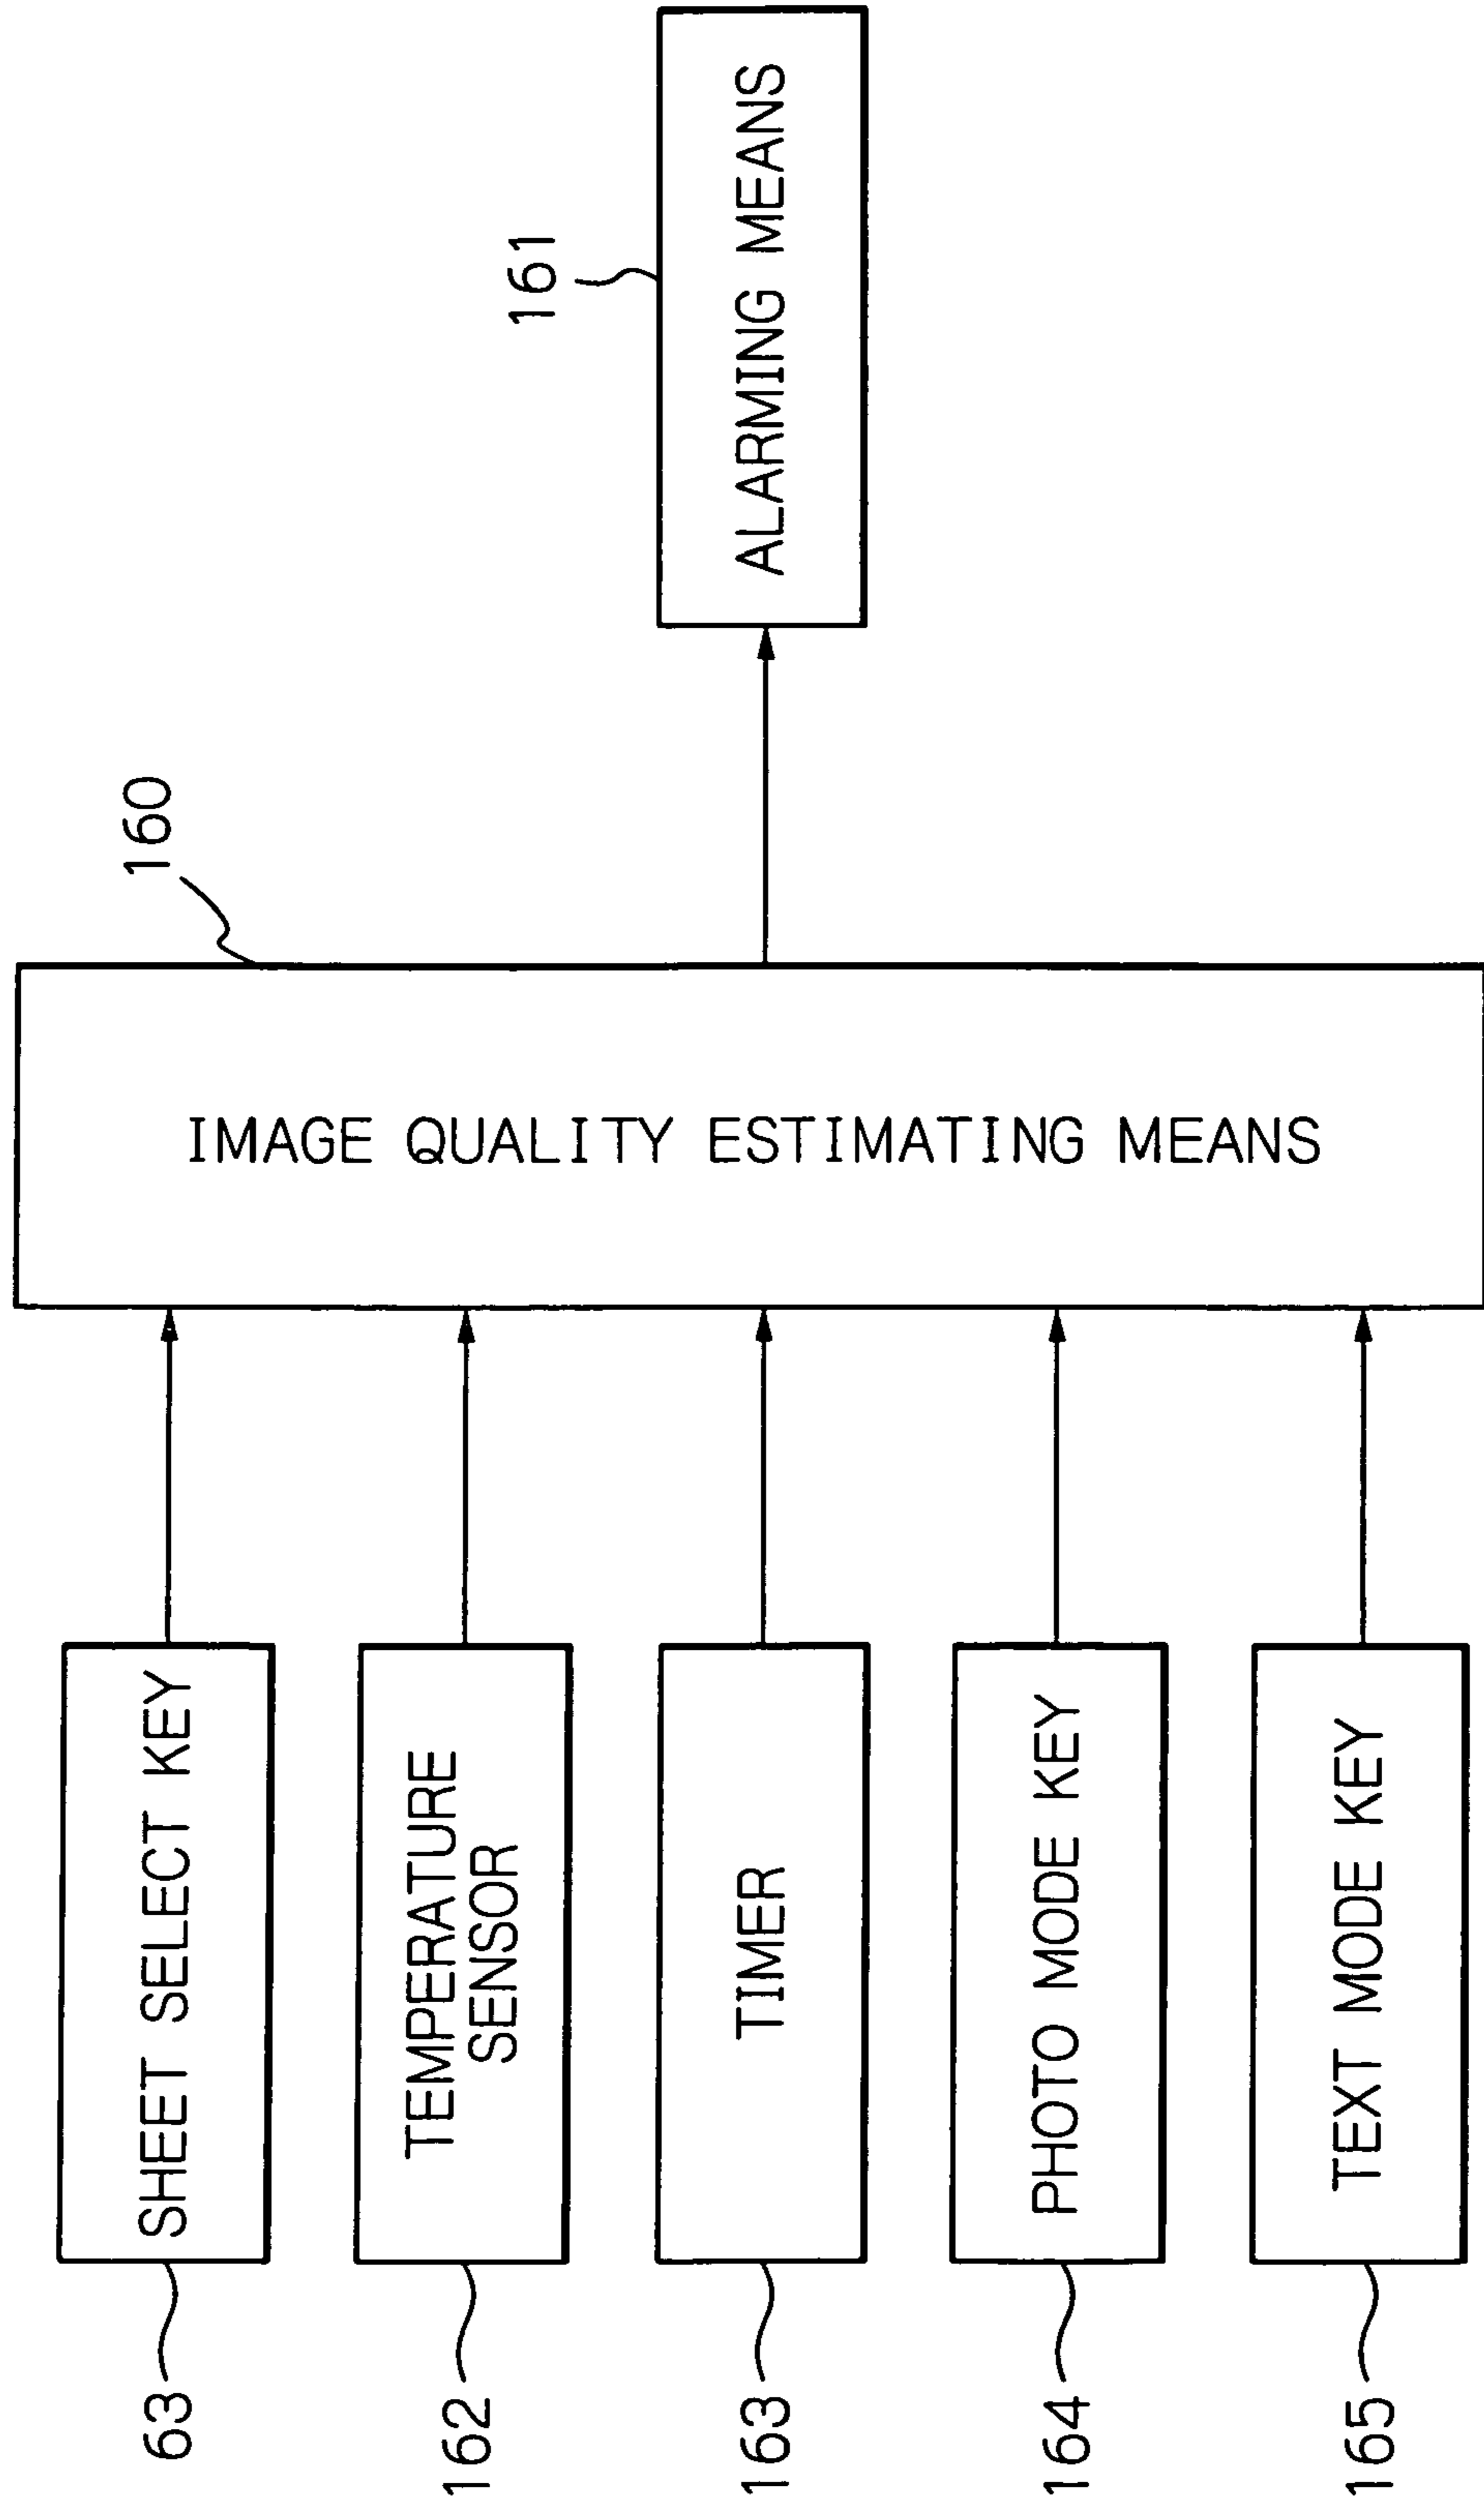 63
SHEET SELECT KEY
162
TEMPERATURE
SENSOR
163
TIMER
164
PHOTO MODE KEY
165
TEXT MODE KEY
160
IMAGE QUALITY ESTIMATING MEANS
161
ALARMING MEANS